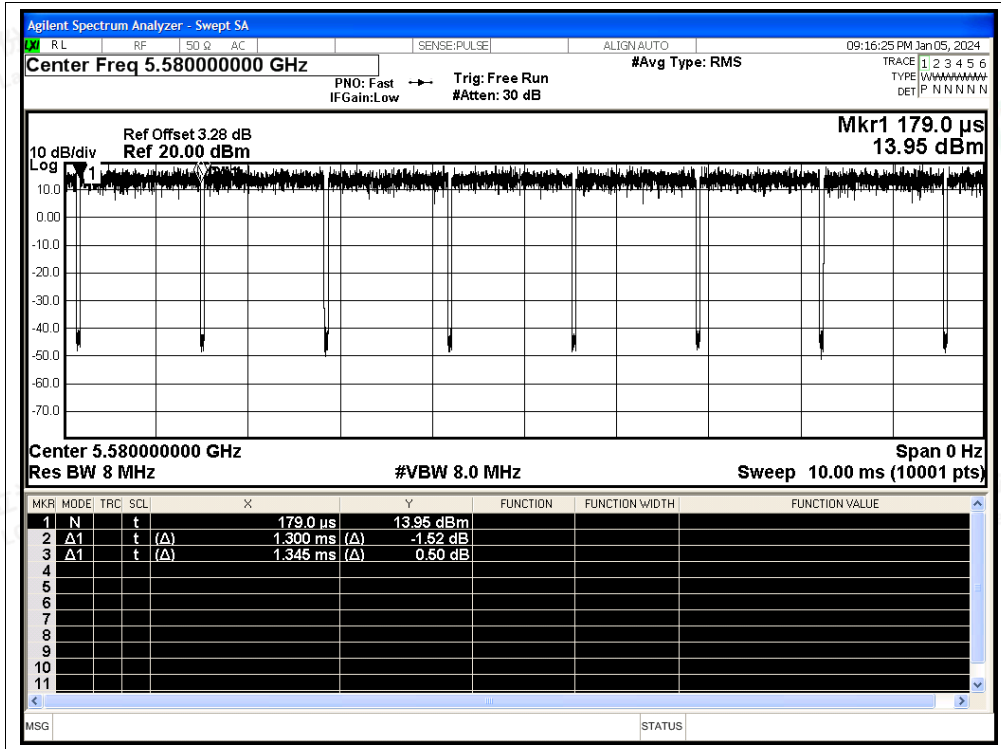 Agilent Spectrum Analyzer - Swept SA
LXI RL RF 50 Ω AC SENSE:PULSE ALIGN AUTO 09:16:25 PM Jan 05, 2024
Center Freq 5.580000000 GHz #Avg Type: RMS TRACE 1 2 3 4 5 6
PNO: Fast Trig: Free Run TYPE WWWWWW
IFGain:Low #Atten: 30 dB DET P N N N N N
Mkr1 179.0 µs
Ref Offset 3.28 dB
10 dB/div Ref 20.00 dBm 13.95 dBm
Log
1
10.0
0.00
-10.0
-20.0
-30.0
-40.0
-50.0
-60.0
-70.0
Center 5.580000000 GHz Span 0 Hz
Res BW 8 MHz #VBW 8.0 MHz Sweep 10.00 ms (10001 pts)
MKR MODE TRC SCL X Y FUNCTION FUNCTION WIDTH FUNCTION VALUE
1 N t 179.0 µs 13.95 dBm
2 Δ1 t (Δ) 1.300 ms (Δ) -1.52 dB
3 Δ1 t (Δ) 1.345 ms (Δ) 0.50 dB
4
5
6
7
8
9
10
11
MSG STATUS